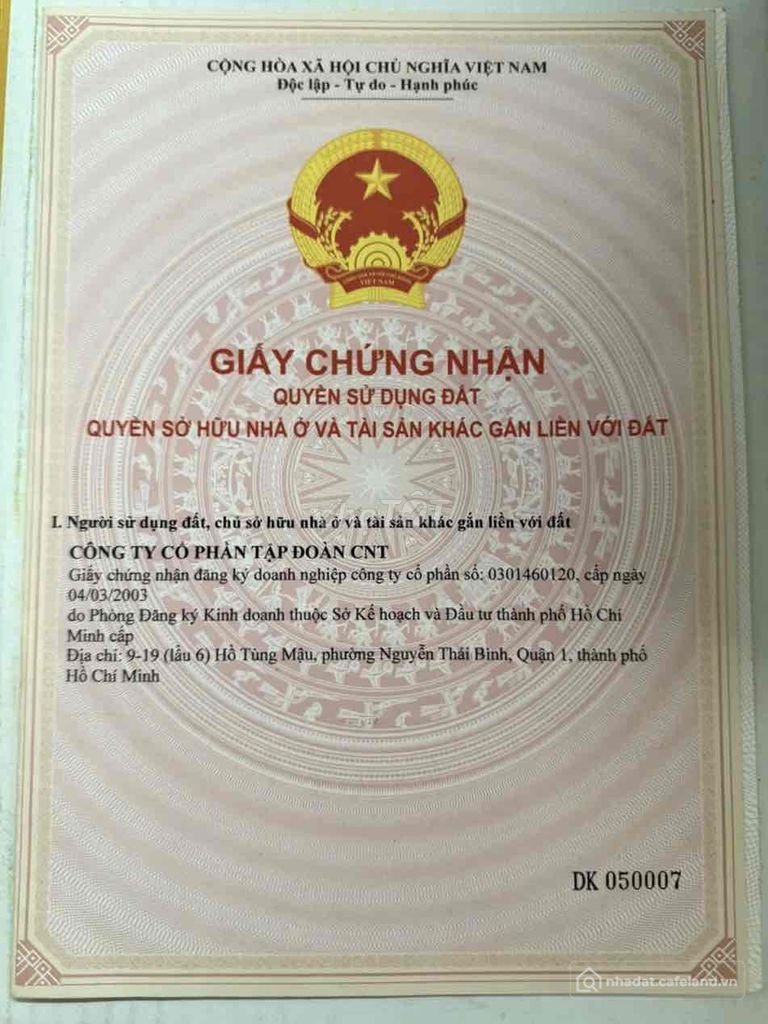 CỘNG HÒA XÃ HỘI CHỦ NGHĨA VIỆT NAM
Độc lập - Tự do - Hạnh phúc
VIỆT NAM
GIẤY CHỨNG NHẬN
QUYỀN SỬ DỤNG ĐẤT
QUYỀN SỞ HỮU NHÀ Ở VÀ TÀI SẢN KHÁC GẮN LIỀN VỚI ĐẤT
I. Người sử dụng đất, chủ sở hữu nhà ở và tài sản khác gắn liền với đất
CÔNG TY CỔ PHẦN TẬP ĐOÀN CNT
Giấy chứng nhận đăng ký doanh nghiệp công ty cổ phần số: 0301460120, cấp ngày
04/03/2003
do Phòng Đăng ký Kinh doanh thuộc Sở Kế hoạch và Đầu tư thành phố Hồ Chí
Minh cấp
Địa chỉ: 9-19 (lầu 6) Hồ Tùng Mậu, phường Nguyễn Thái Bình, Quận 1, thành phố
Hồ Chí Minh
DK 050007
nhadat.cafeland.vn